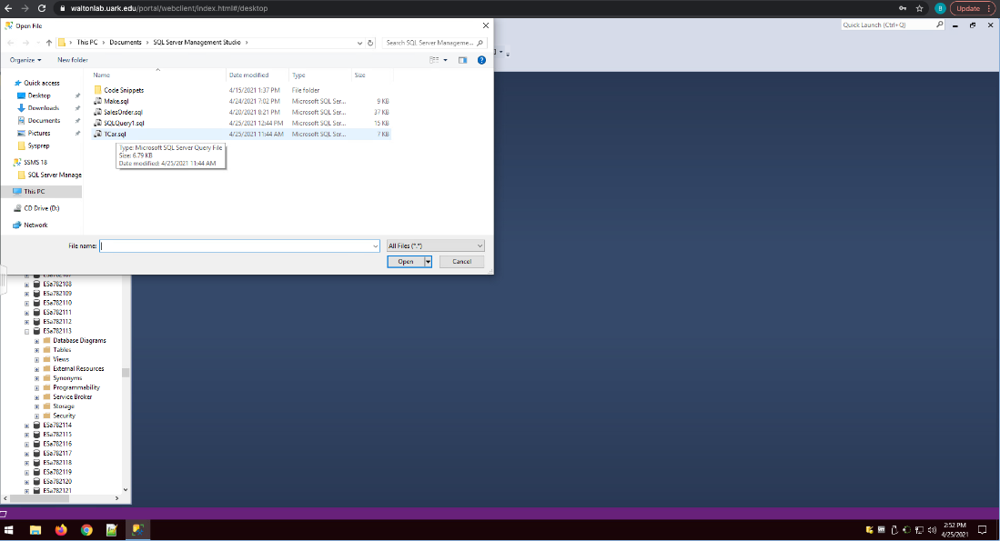 waltonlab.uark.edu/portal/webclient/index.html#/desktop
B
Update
Open File
Quick Launch (Ctrl+Q)
This PC > Documents > SQL Server Management Studio >
Search SQL Server Manageme...
Organize
New folder
Name
Date modified
Type
Size
Quick access
Desktop
Downloads
Documents
Pictures
Sysprep
SSMS 18
SQL Server Manage
This PC
CD Drive (D:)
Network
Code Snippets 4/15/2021 1:37 PM File folder
Make.sql 4/24/2021 7:02 PM Microsoft SQL Ser... 9 KB
SalesOrder.sql 4/20/2021 8:21 PM Microsoft SQL Ser... 37 KB
SQLQuery1.sql 4/25/2021 12:44 PM Microsoft SQL Ser... 15 KB
TCar.sql 4/25/2021 11:44 AM Microsoft SQL Ser... 7 KB
Type: Microsoft SQL Server Query File
Size: 6.79 KB
Date modified: 4/25/2021 11:44 AM
File name:
All Files (*.*)
Open
Cancel
ESa782108
ESa782109
ESa782110
ESa782111
ESa782112
ESa782113
Database Diagrams
Tables
Views
External Resources
Synonyms
Programmability
Service Broker
Storage
Security
ESa782114
ESa782115
ESa782116
ESa782117
ESa782118
ESa782119
ESa782120
ESa782121
2:52 PM
4/25/2021